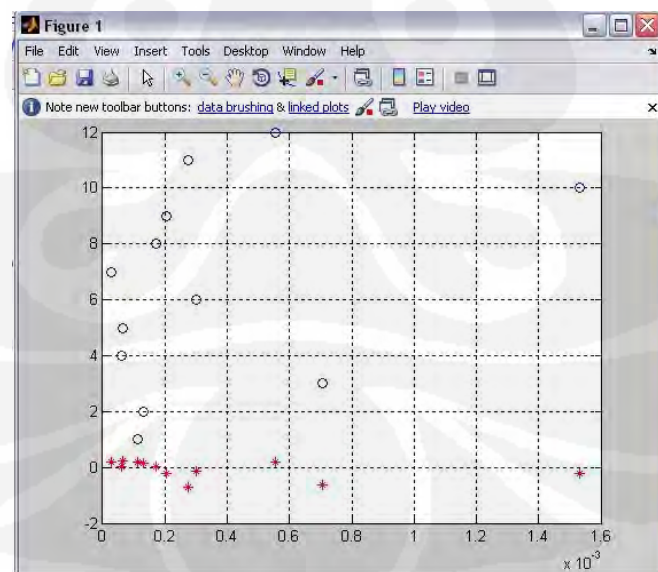 Figure 1
File Edit View Insert Tools Desktop Window Help
Note new toolbar buttons: data brushing & linked plots Play video
12
10
8
6
4
2
0
-2
0 0.2 0.4 0.6 0.8 1 1.2 1.4 1.6
x 10-3